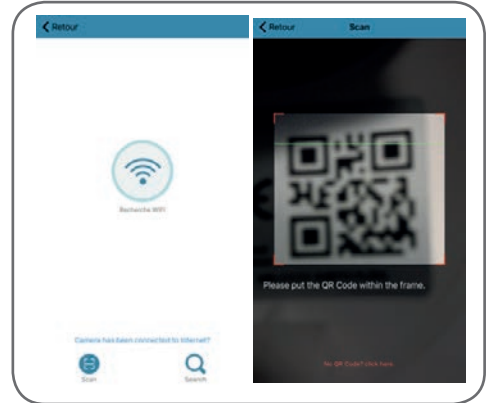 Retour
Recherche WIFI
Camera has been connected to Internet?
Scan
Search
Retour
Scan
Please put the QR Code within the frame.
No QR Code? click here